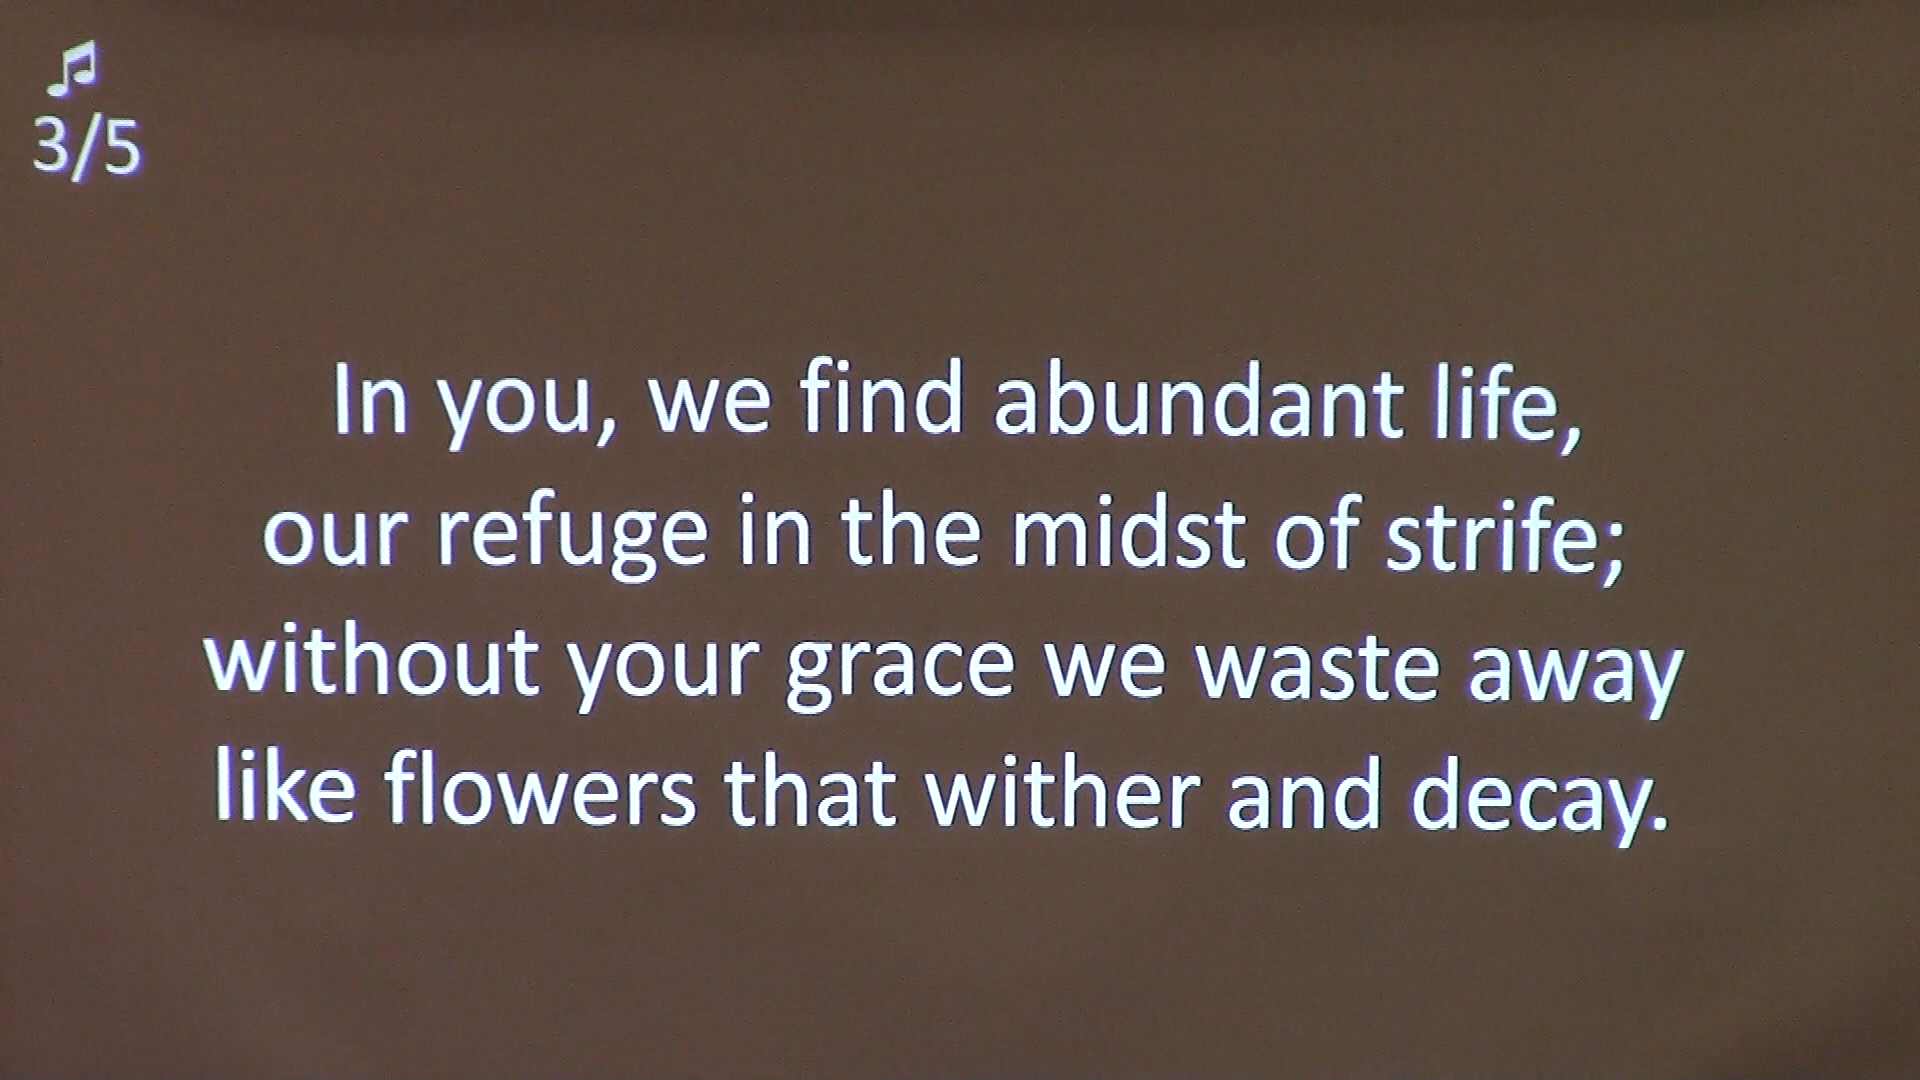 ♫
3/5
In you, we find abundant life,
our refuge in the midst of strife;
without your grace we waste away
like flowers that wither and decay.